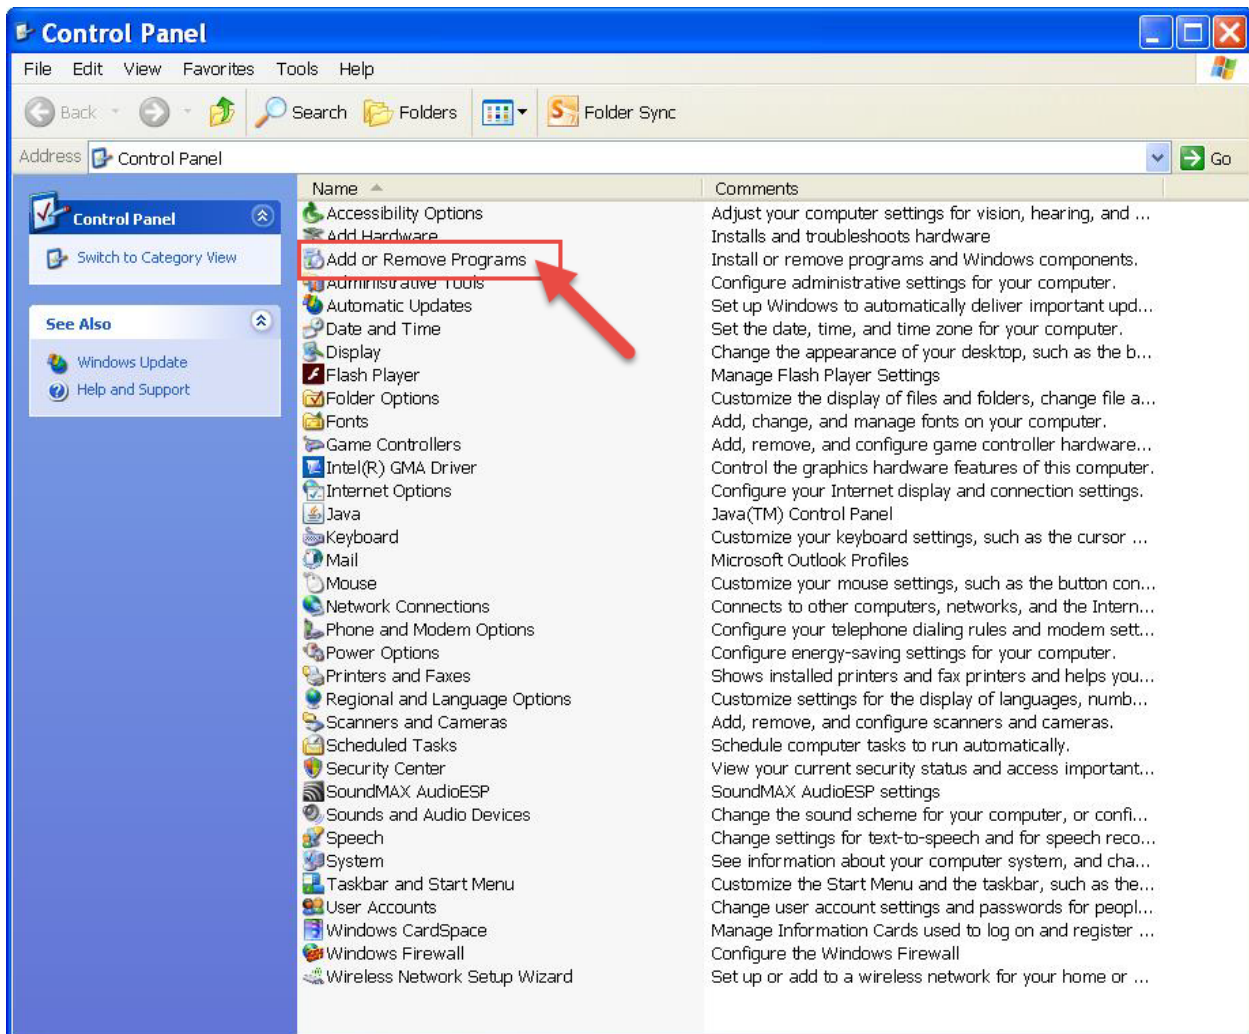 Control Panel
File Edit View Favorites Tools Help
Back Search Folders Folder Sync
Address Control Panel Go
Control Panel
Switch to Category View
See Also
Windows Update
Help and Support
Name Comments
Accessibility Options Adjust your computer settings for vision, hearing, and ...
Add Hardware Installs and troubleshoots hardware
Add or Remove Programs Install or remove programs and Windows components.
Administrative Tools Configure administrative settings for your computer.
Automatic Updates Set up Windows to automatically deliver important upd...
Date and Time Set the date, time, and time zone for your computer.
Display Change the appearance of your desktop, such as the b...
Flash Player Manage Flash Player Settings
Folder Options Customize the display of files and folders, change file a...
Fonts Add, change, and manage fonts on your computer.
Game Controllers Add, remove, and configure game controller hardware...
Intel(R) GMA Driver Control the graphics hardware features of this computer.
Internet Options Configure your Internet display and connection settings.
Java Java(TM) Control Panel
Keyboard Customize your keyboard settings, such as the cursor ...
Mail Microsoft Outlook Profiles
Mouse Customize your mouse settings, such as the button con...
Network Connections Connects to other computers, networks, and the Intern...
Phone and Modem Options Configure your telephone dialing rules and modem sett...
Power Options Configure energy-saving settings for your computer.
Printers and Faxes Shows installed printers and fax printers and helps you...
Regional and Language Options Customize settings for the display of languages, numb...
Scanners and Cameras Add, remove, and configure scanners and cameras.
Scheduled Tasks Schedule computer tasks to run automatically.
Security Center View your current security status and access important...
SoundMAX AudioESP SoundMAX AudioESP settings
Sounds and Audio Devices Change the sound scheme for your computer, or confi...
Speech Change settings for text-to-speech and for speech reco...
System See information about your computer system, and cha...
Taskbar and Start Menu Customize the Start Menu and the taskbar, such as the...
User Accounts Change user account settings and passwords for peopl...
Windows CardSpace Manage Information Cards used to log on and register ...
Windows Firewall Configure the Windows Firewall
Wireless Network Setup Wizard Set up or add to a wireless network for your home or ...